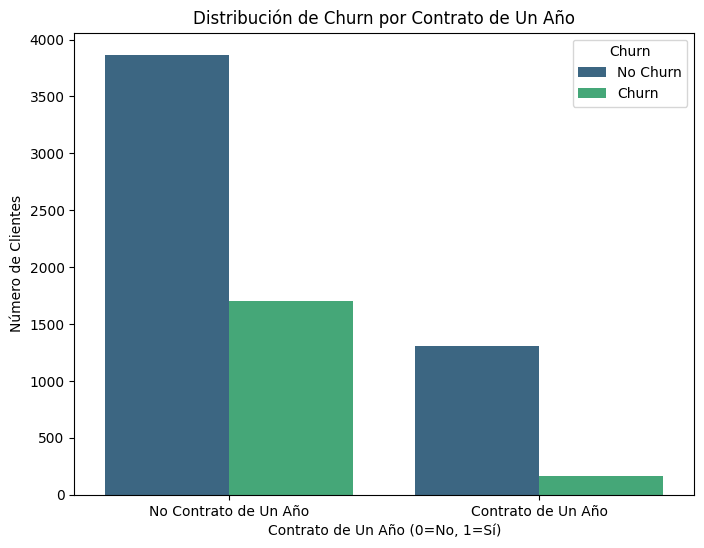 Distribución de Churn por Contrato de Un Año
Churn
No Churn
Churn
Número de Clientes
4000
3500
3000
2500
2000
1500
1000
500
0
No Contrato de Un Año
Contrato de Un Año
Contrato de Un Año (0=No, 1=Sí)